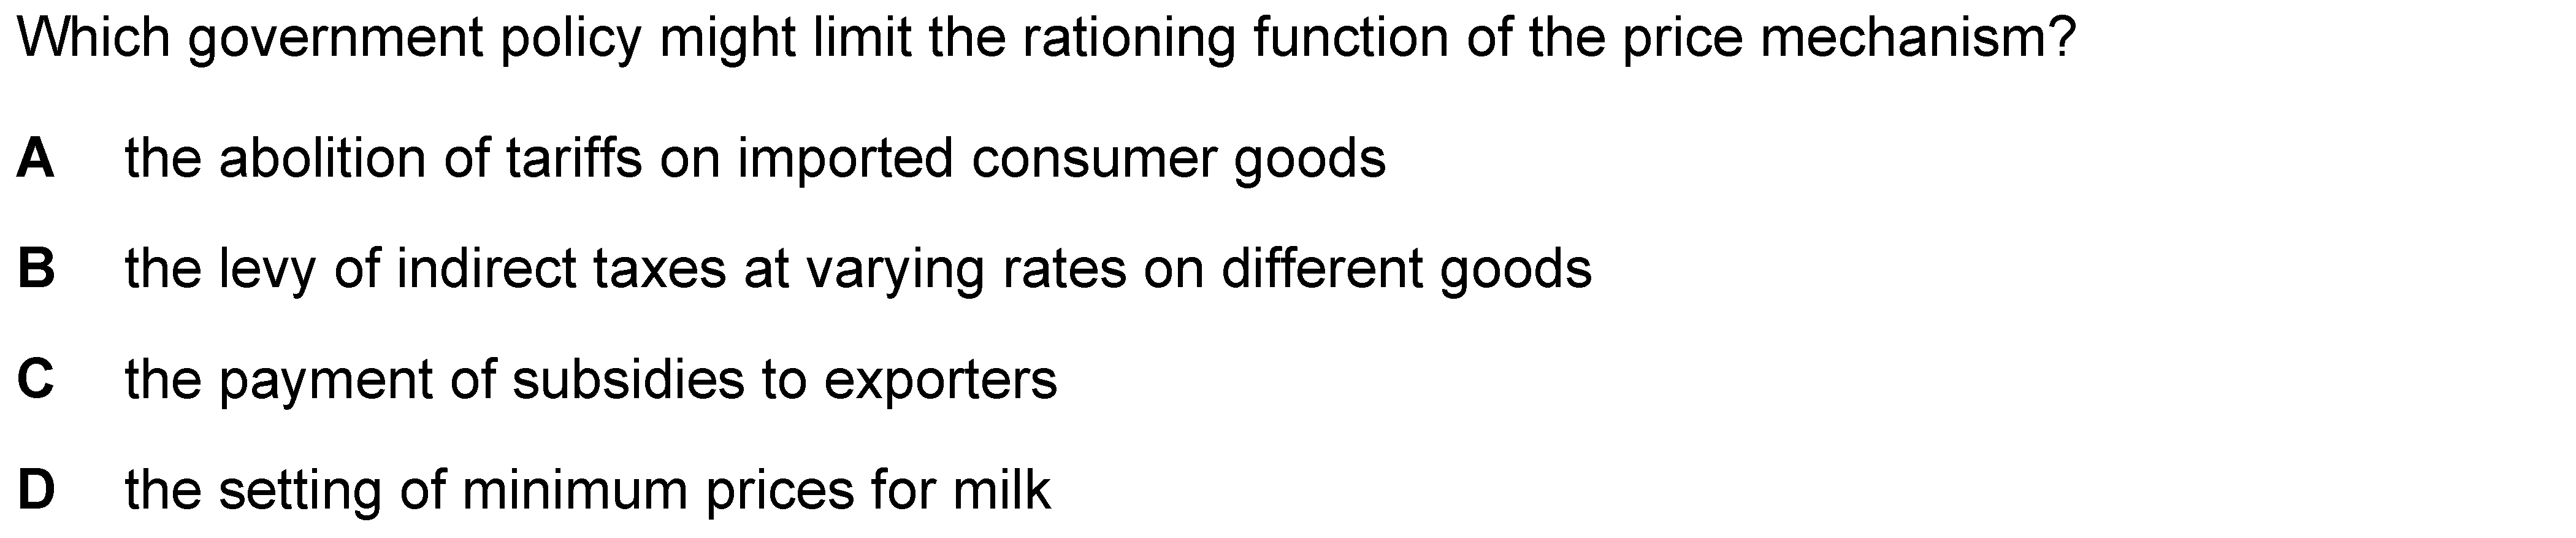 Which government policy might limit the rationing function of the price mechanism?
A the abolition of tariffs on imported consumer goods
B the levy of indirect taxes at varying rates on different goods
C the payment of subsidies to exporters
D the setting of minimum prices for milk